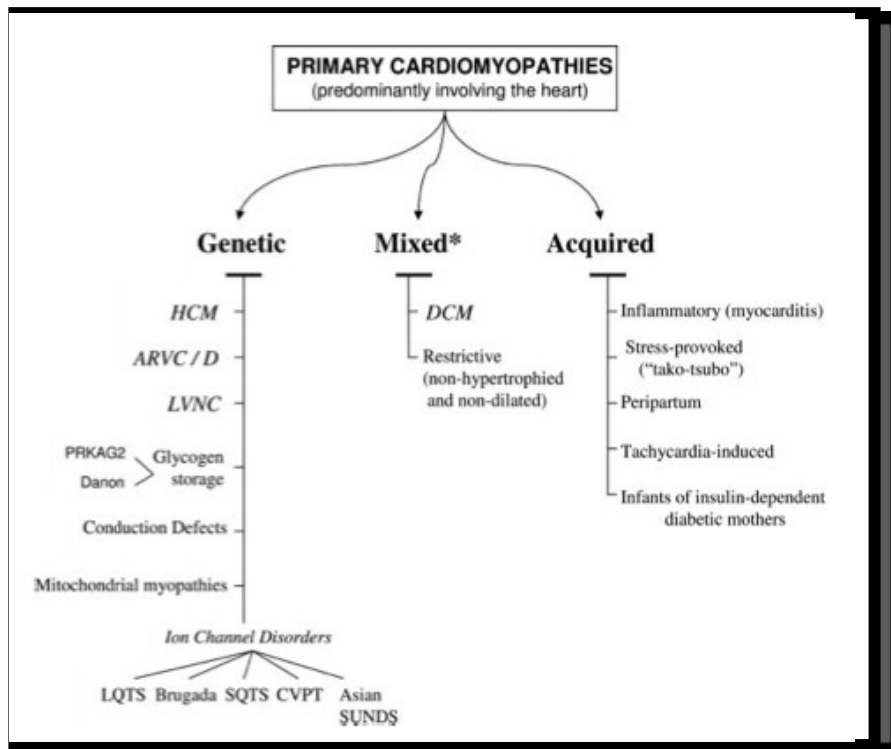 PRIMARY CARDIOMYOPATHIES
(predominantly involving the heart)
Genetic
Mixed*
Acquired
HCM
ARVC / D
LVNC
PRKAG2
Danon
Glycogen
storage
Conduction Defects
Mitochondrial myopathies
Ion Channel Disorders
LQTS
Brugada
SQTS
CVPT
Asian
SUNDS
DCM
Restrictive
(non-hypertrophied
and non-dilated)
Inflammatory (myocarditis)
Stress-provoked
(“tako-tsubo”)
Peripartum
Tachycardia-induced
Infants of insulin-dependent
diabetic mothers